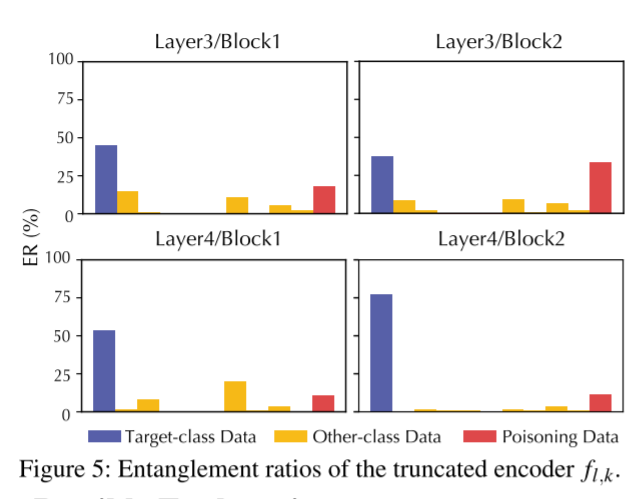 Layer3/Block1 Layer3/Block2
100
75
50
25
0
ER (%)
Layer4/Block1 Layer4/Block2
100
75
50
25
0
Target-class Data Other-class Data Poisoning Data
Figure 5: Entanglement ratios of the truncated encoder f_{l,k}.